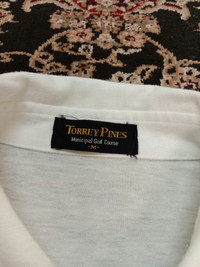 TORREY PINES
Municipal Golf Course
-M-